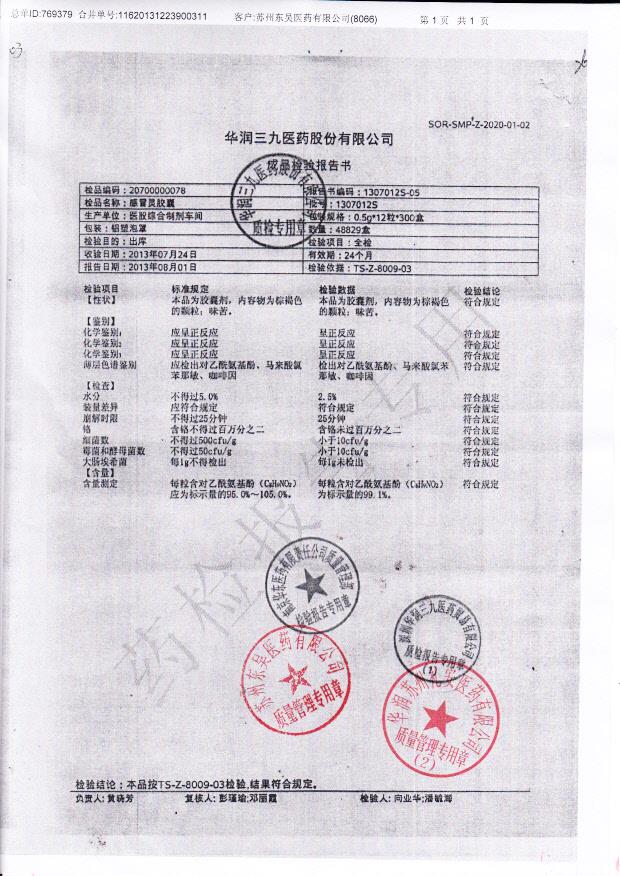 总单ID:769379 合并单号:11620131223900311 客户:苏州东吴医药有限公司(8066) 第1页 共1页
SOR-SMP-Z-2020-01-02
华润三九医药股份有限公司
成品检验报告书
检品编码：20700000078 报告书编码：1307012S-05
检品名称：感冒灵胶囊 批号：1307012S
生产单位：医股综合制剂车间 包装规格：0.5g*12粒*300盒
包装：铝塑泡罩 数量：48829盒
检验目的：出库 检验项目：全检
收验日期：2013年07月24日 有效期：24个月
报告日期：2013年08月01日 检验依据：TS-Z-8009-03
检验项目 标准规定 检验数据 检验结论
【性状】 本品为胶囊剂，内容物为棕褐色 本品为胶囊剂，内容物为棕褐色 符合规定
的颗粒；味苦。 的颗粒；味苦。
【鉴别】
化学鉴别： 应呈正反应 呈正反应 符合规定
化学鉴别： 应呈正反应 呈正反应 符合规定
化学鉴别： 应呈正反应 呈正反应 符合规定
薄层色谱鉴别 应检出对乙酰氨基酚、马来酸氯 检出对乙酰氨基酚、马来酸氯苯 符合规定
苯那敏、咖啡因 那敏、咖啡因
【检查】
水分 不得过5.0% 2.5% 符合规定
装量差异 应符合规定 符合规定 符合规定
崩解时限 不得过25分钟 25分钟 符合规定
铬 含铬不得过百万分之二 含铬未过百万分之二 符合规定
细菌数 不得过500cfu/g 小于10cfu/g 符合规定
霉菌和酵母菌数 不得过50cfu/g 小于10cfu/g 符合规定
大肠埃希菌 每1g不得检出 每1g未检出 符合规定
【含量】
含量测定 每粒含对乙酰氨基酚（C₈H₉NO₂） 每粒含对乙酰氨基酚（C₈H₉NO₂） 符合规定
应为标示量的95.0%～105.0%。 为标示量的99.1%。
药检报告专用
质检专用章
检验报告专用章
苏州东吴医药有限公司
质量管理专用章
深圳华润三九医药贸易有限公司
质检报告专用章
(1)
质量管理专用章
(2)
检验结论：本品按TS-Z-8009-03检验,结果符合规定。
负责人:黄晓芳 复核人:彭瑾瑜;邓丽霞 检验人:向业华;潘毓海